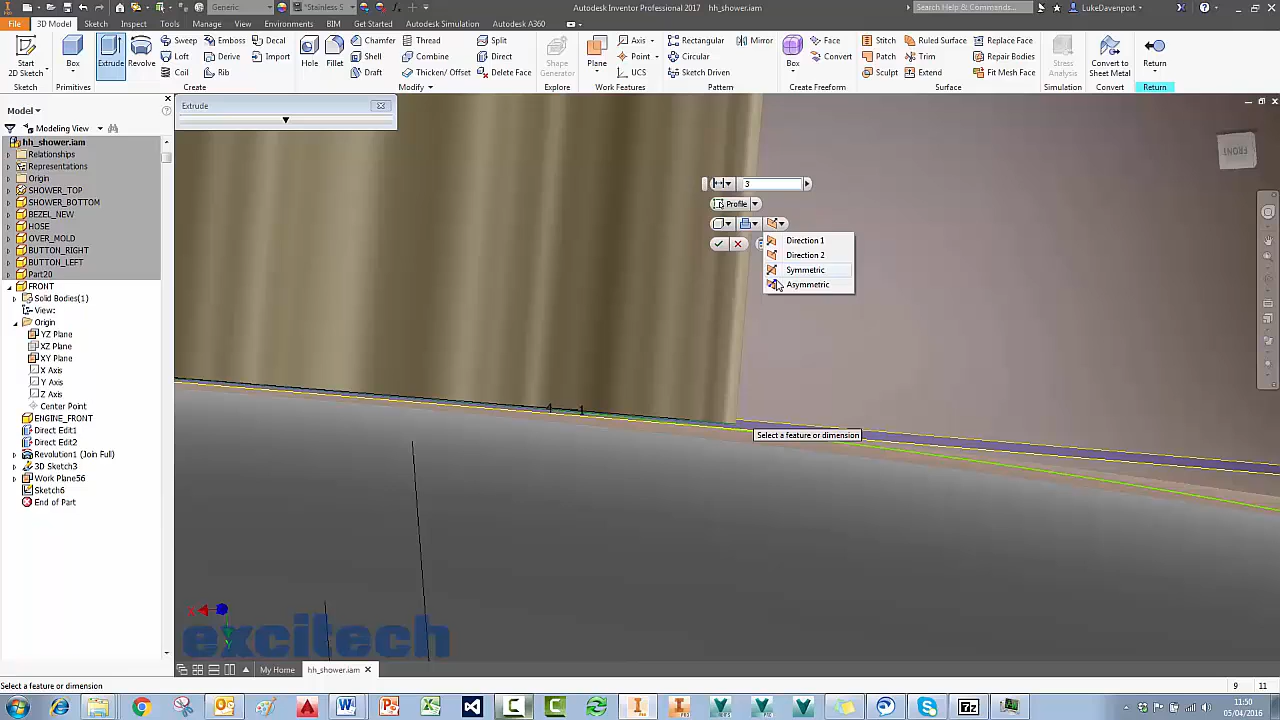 Generic
Stainless S
Autodesk Inventor Professional 2017 hh_shower.iam
Search Help & Commands...
LukeDavenport
File 3D Model Sketch Inspect Tools Manage View Environments BIM Get Started Autodesk Simulation Autodesk A360
Start
2D Sketch
Box
Extrude
Revolve
Sweep Emboss Decal
Loft Derive Import
Coil Rib
Hole
Fillet
Chamfer Thread Split
Shell Combine Direct
Draft Thicken/ Offset Delete Face
Shape
Generator
Plane
Axis
Point
UCS
Rectangular Mirror
Circular
Sketch Driven
Box
Face
Convert
Stitch Ruled Surface Replace Face
Patch Trim Repair Bodies
Sculpt Extend Fit Mesh Face
Stress
Analysis
Convert to
Sheet Metal
Return
Sketch Primitives Create Modify Explore Work Features Pattern Create Freeform Surface Simulation Convert Return
Model
Modeling View
hh_shower.iam
Relationships
Representations
Origin
SHOWER_TOP
SHOWER_BOTTOM
BEZEL_NEW
HOSE
OVER_MOLD
BUTTON_RIGHT
BUTTON_LEFT
Part20
FRONT
Solid Bodies(1)
View:
Origin
YZ Plane
XZ Plane
XY Plane
X Axis
Y Axis
Z Axis
Center Point
ENGINE_FRONT
Direct Edit1
Direct Edit2
Revolution1 (Join Full)
3D Sketch3
Work Plane56
Sketch6
End of Part
Extrude
3
Profile
Direction 1
Direction 2
Symmetric
Asymmetric
Select a feature or dimension
FRONT
X
Y
excitech
My Home hh_shower.iam
Select a feature or dimension
9 11
11:50
05/04/2016